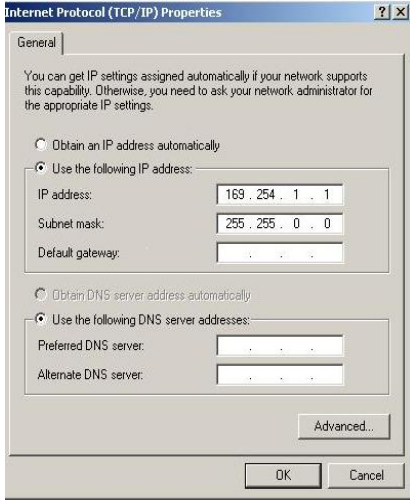 Internet Protocol (TCP/IP) Properties
? X
General
You can get IP settings assigned automatically if your network supports
this capability. Otherwise, you need to ask your network administrator for
the appropriate IP settings.
Obtain an IP address automatically
Use the following IP address:
IP address: 169 . 254 . 1 . 1
Subnet mask: 255 . 255 . 0 . 0
Default gateway: . . .
Obtain DNS server address automatically
Use the following DNS server addresses:
Preferred DNS server: . . .
Alternate DNS server: . . .
Advanced...
OK Cancel